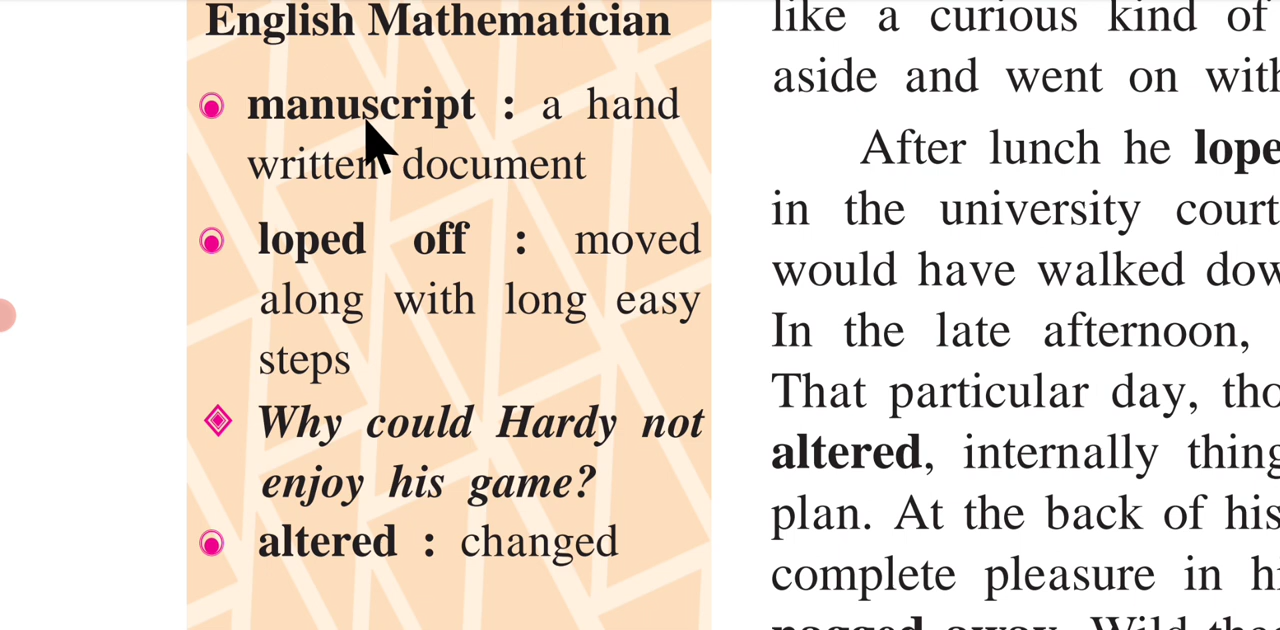 English Mathematician
manuscript : a hand
written document
loped off : moved
along with long easy
steps
Why could Hardy not
enjoy his game?
altered : changed
like a curious kind of
aside and went on with
After lunch he lope
in the university court
would have walked dow
In the late afternoon,
That particular day, tho
altered, internally thing
plan. At the back of his
complete pleasure in hi